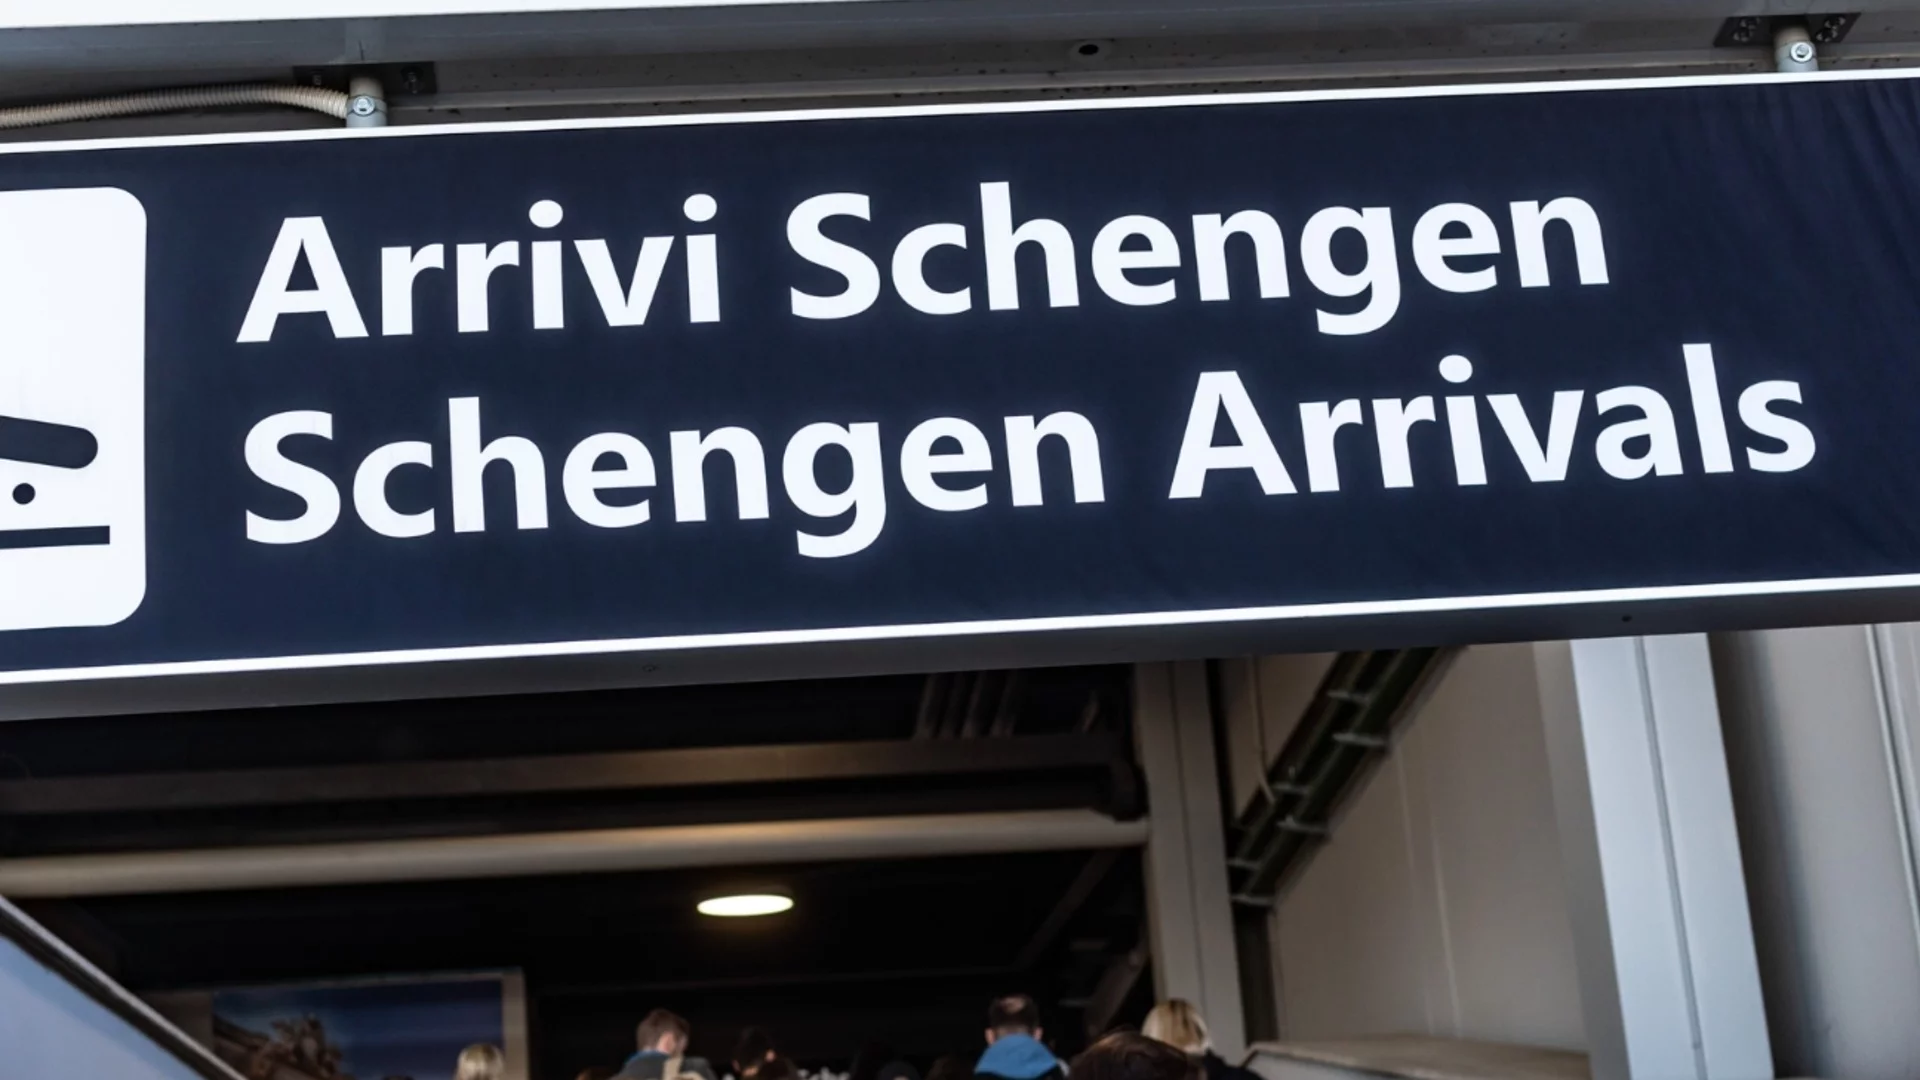 Arrivi Schengen
Schengen Arrivals